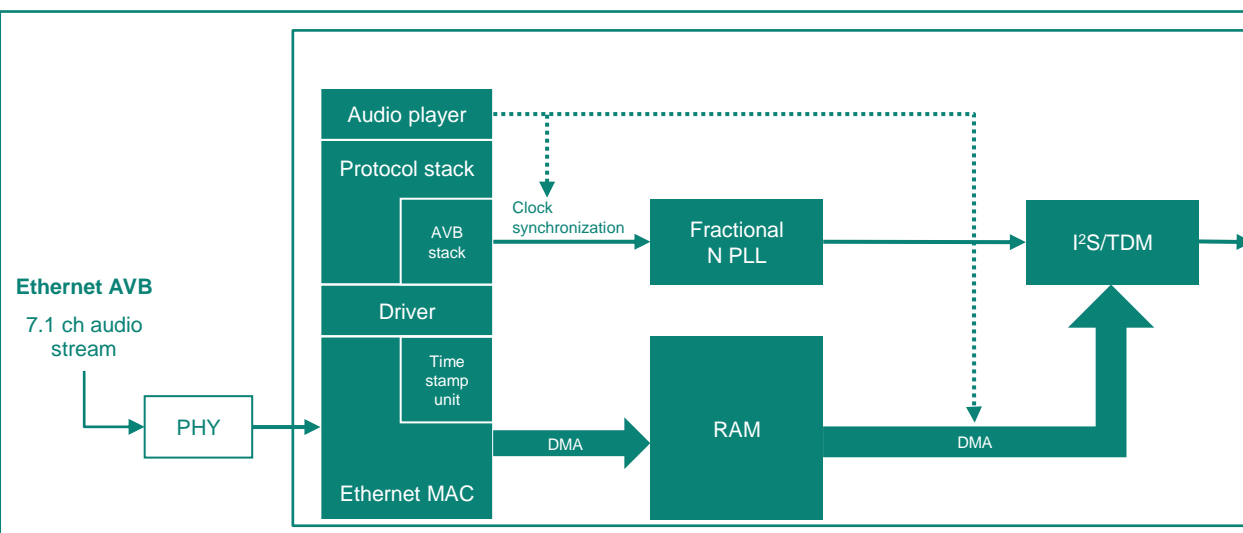 Audio player
Protocol stack
AVB
stack
Clock
synchronization
Fractional
N PLL
I²S/TDM
Ethernet AVB
7.1 ch audio
stream
Driver
Time
stamp
unit
PHY
RAM
DMA
DMA
Ethernet MAC